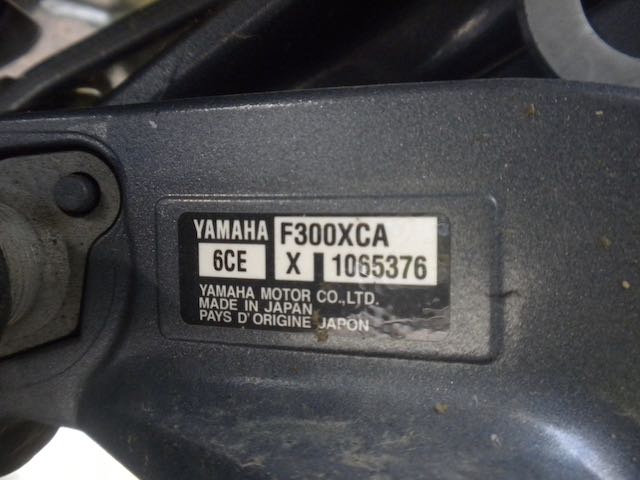 YAMAHA F300XCA
6CE X 1065376
YAMAHA MOTOR CO.,LTD.
MADE IN JAPAN
PAYS D'ORIGINE JAPON